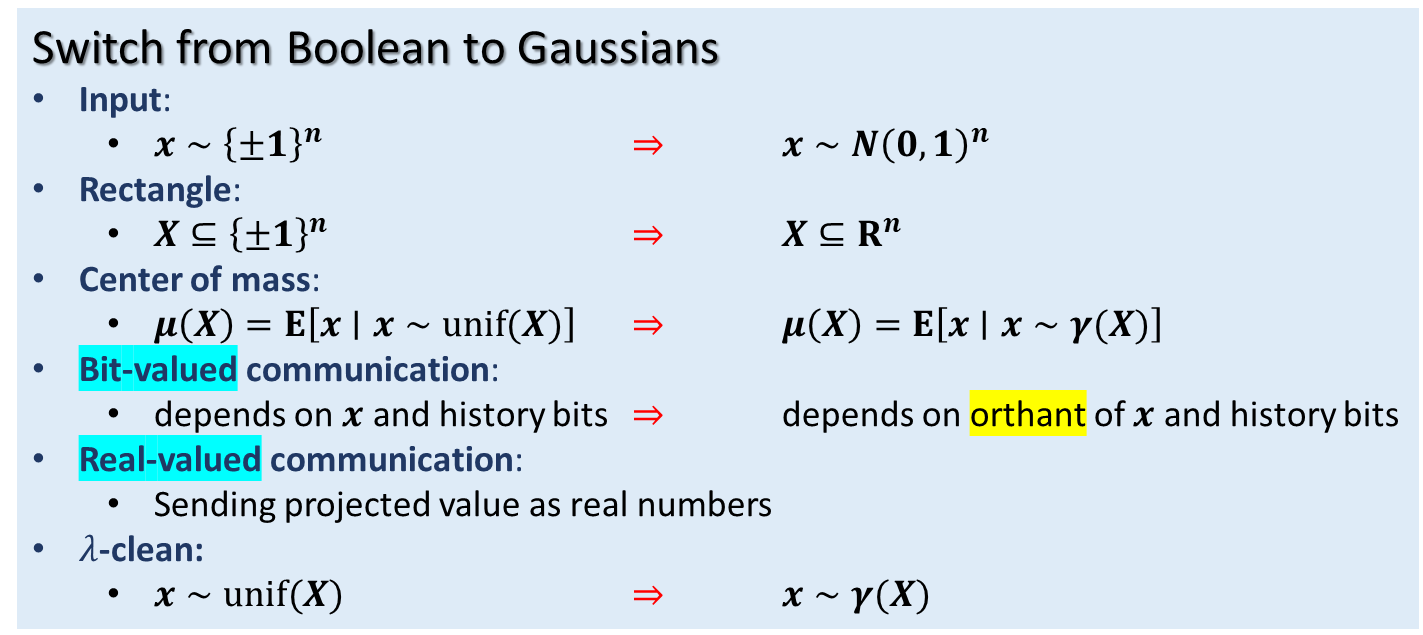 Switch from Boolean to Gaussians
• Input:
• x ~ {±1}ⁿ ⇒ x ~ N(0, 1)ⁿ
• Rectangle:
• X ⊆ {±1}ⁿ ⇒ X ⊆ Rⁿ
• Center of mass:
• μ(X) = E[x | x ~ unif(X)] ⇒ μ(X) = E[x | x ~ γ(X)]
• Bit-valued communication:
• depends on x and history bits ⇒ depends on orthant of x and history bits
• Real-valued communication:
• Sending projected value as real numbers
• λ-clean:
• x ~ unif(X) ⇒ x ~ γ(X)